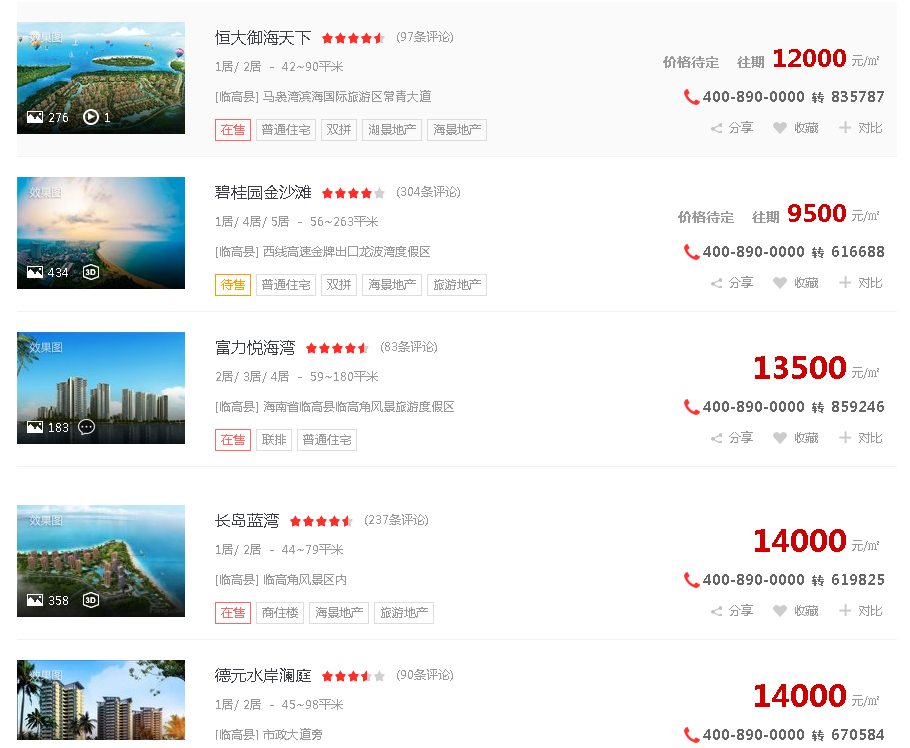 效果图
276 1
恒大御海天下 (97条评论)
1居/ 2居 - 42~90平米
[临高县] 马袅湾滨海国际旅游区常青大道
在售 普通住宅 双拼 湖景地产 海景地产
价格待定 往期 12000 元/㎡
400-890-0000 转 835787
分享 收藏 对比
效果图
434 3D
碧桂园金沙滩 (304条评论)
1居/ 4居/ 5居 - 56~263平米
[临高县] 西线高速金牌出口龙波湾度假区
待售 普通住宅 双拼 海景地产 旅游地产
价格待定 往期 9500 元/㎡
400-890-0000 转 616688
分享 收藏 对比
效果图
183
富力悦海湾 (83条评论)
2居/ 3居/ 4居 - 59~180平米
[临高县] 海南省临高县临高角风景旅游度假区
在售 联排 普通住宅
13500 元/㎡
400-890-0000 转 859246
分享 收藏 对比
效果图
358 3D
长岛蓝湾 (237条评论)
1居/ 2居 - 44~79平米
[临高县] 临高角风景区内
在售 商住楼 海景地产 旅游地产
14000 元/㎡
400-890-0000 转 619825
分享 收藏 对比
效果图
德元水岸澜庭 (90条评论)
1居/ 2居 - 45~98平米
[临高县] 市政大道旁
14000 元/㎡
400-890-0000 转 670584